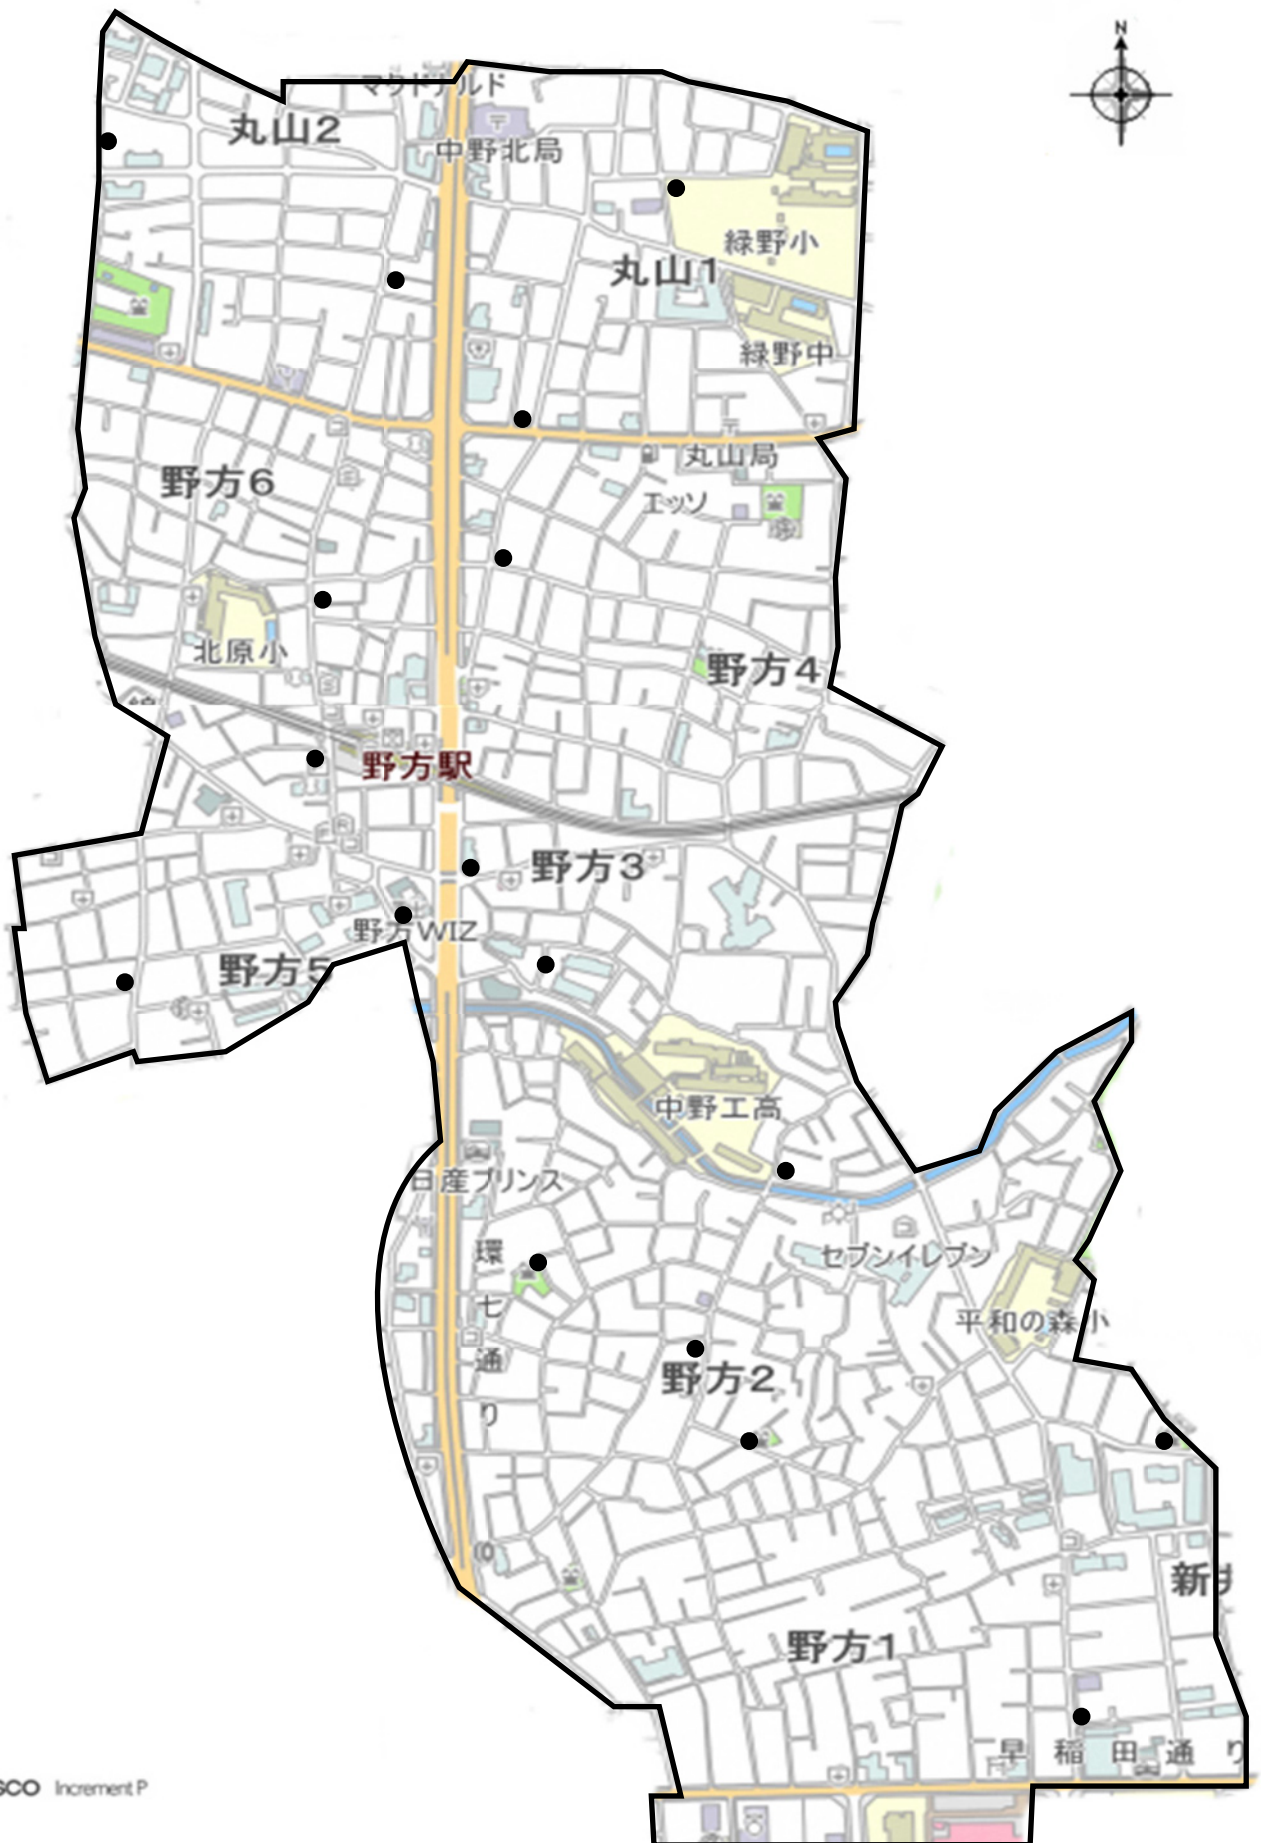 N
マクドナルド
丸山2
中野北局
緑野小
丸山1
緑野中
丸山局
野方6
エッソ
北原小
野方4
野方駅
野方3
野方WIZ
野方5
中野工高
日産プリンス
セブンイレブン
環七通り
平和の森小
野方2
新井
野方1
早稲田通り
SCO Increment P